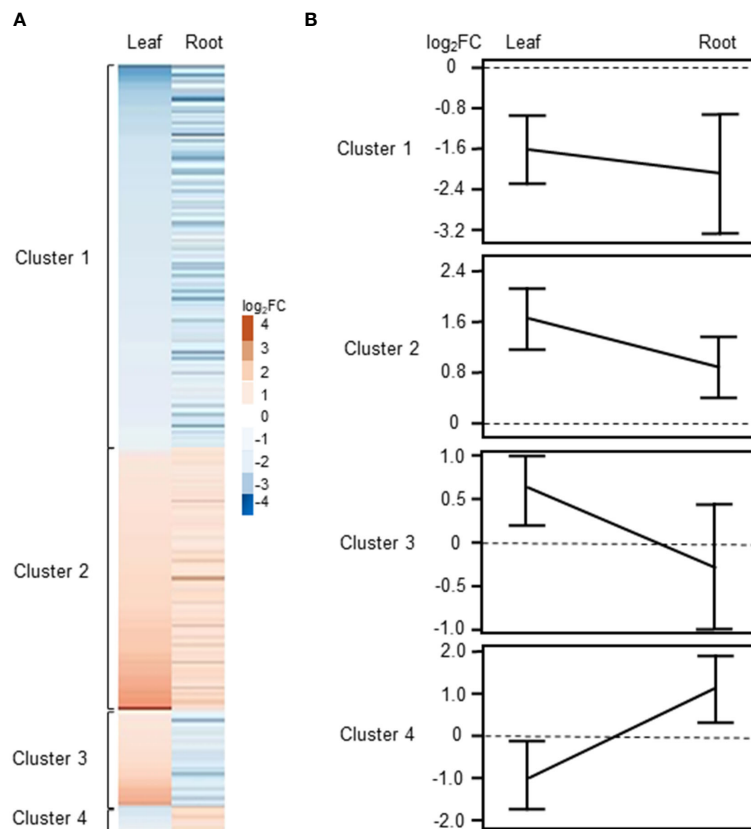 A
Leaf Root
Cluster 1
Cluster 2
Cluster 3
Cluster 4
log₂FC
4
3
2
1
0
-1
-2
-3
-4
B
log₂FC Leaf Root
Cluster 1
0
-0.8
-1.6
-2.4
-3.2
Cluster 2
2.4
1.6
0.8
0
Cluster 3
1.0
0.5
0
-0.5
-1.0
Cluster 4
2.0
1.0
0
-1.0
-2.0